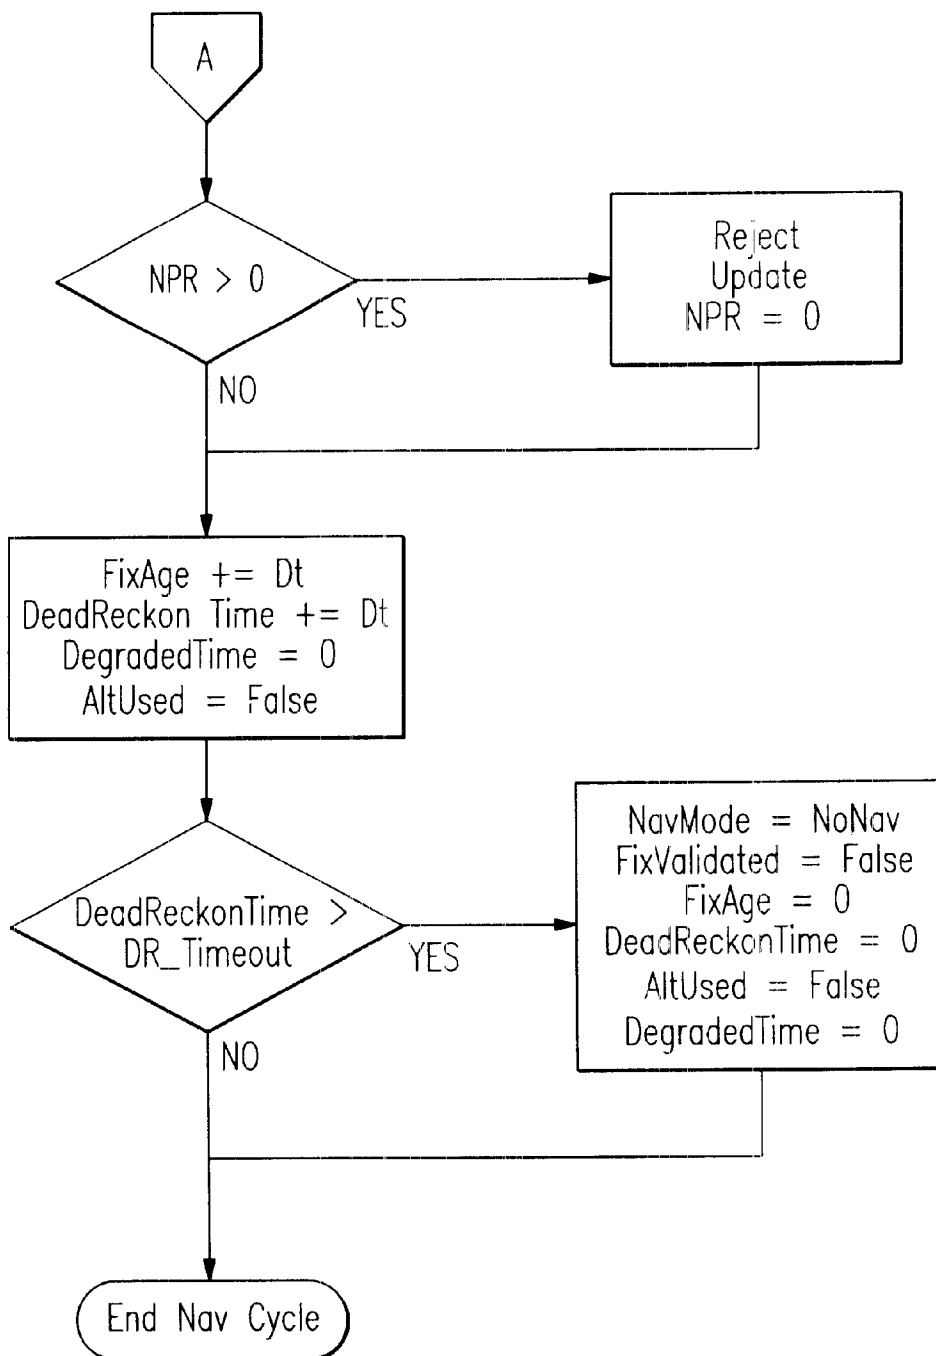 A
NPR > 0
YES
NO
Reject
Update
NPR = 0
FixAge += Dt
DeadReckon Time += Dt
DegradedTime = 0
AltUsed = False
DeadReckonTime >
DR_Timeout
YES
NO
NavMode = NoNav
FixValidated = False
FixAge = 0
DeadReckonTime = 0
AltUsed = False
DegradedTime = 0
End Nav Cycle